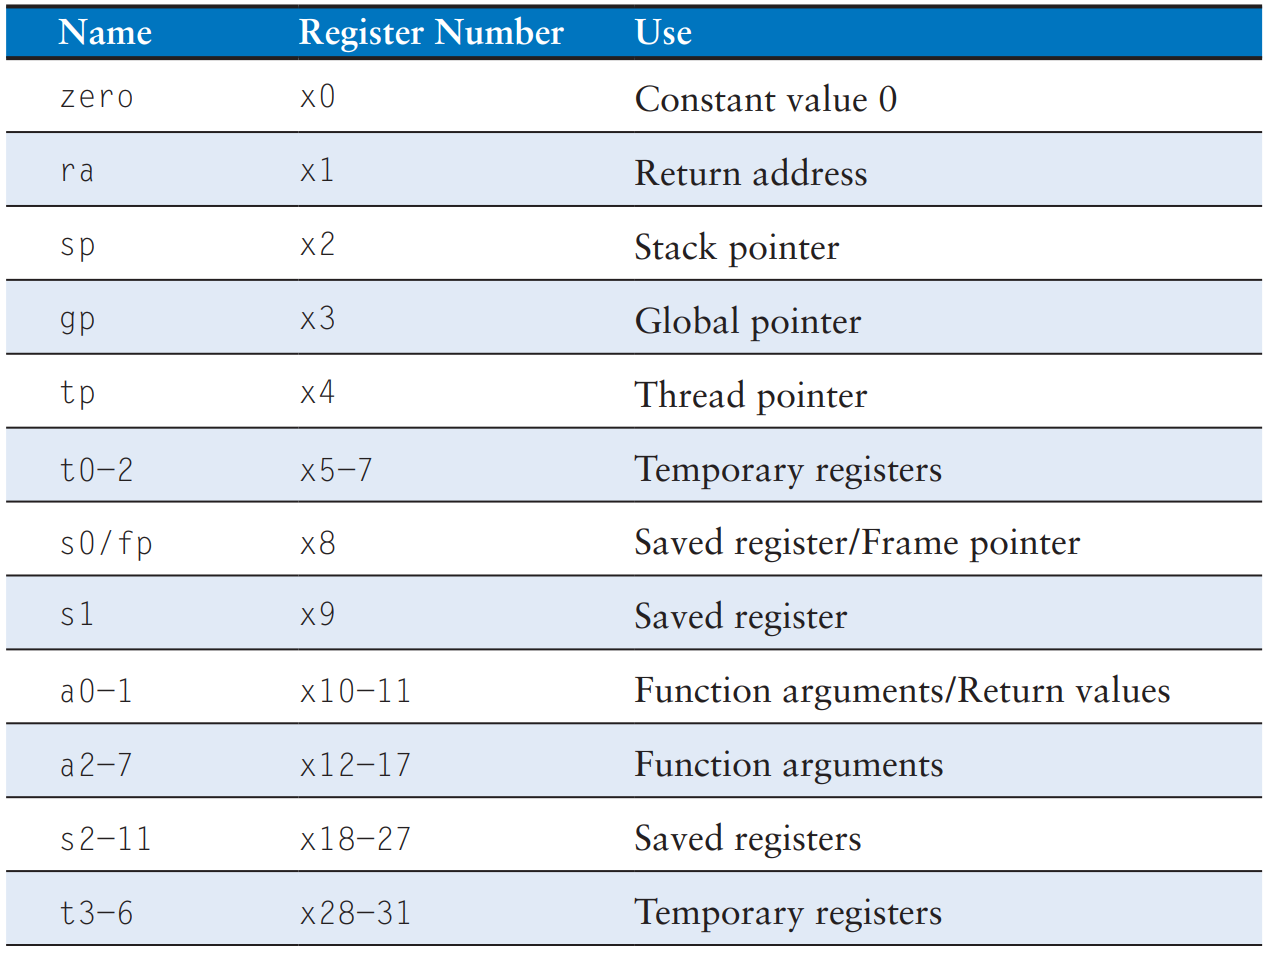 Name Register Number Use
zero x0 Constant value 0
ra x1 Return address
sp x2 Stack pointer
gp x3 Global pointer
tp x4 Thread pointer
t0–2 x5–7 Temporary registers
s0/fp x8 Saved register/Frame pointer
s1 x9 Saved register
a0–1 x10–11 Function arguments/Return values
a2–7 x12–17 Function arguments
s2–11 x18–27 Saved registers
t3–6 x28–31 Temporary registers